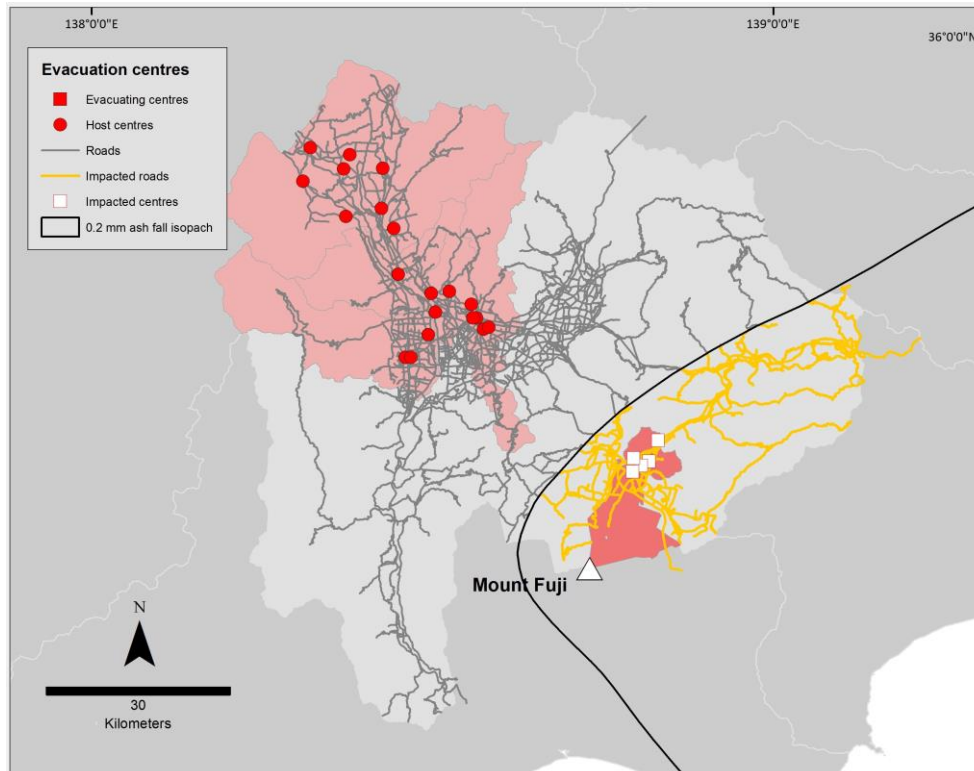 138°0'0"E
139°0'0"E
36°0'0"N
Evacuation centres
Evacuating centres
Host centres
Roads
Impacted roads
Impacted centres
0.2 mm ash fall isopach
Mount Fuji
N
30
Kilometers